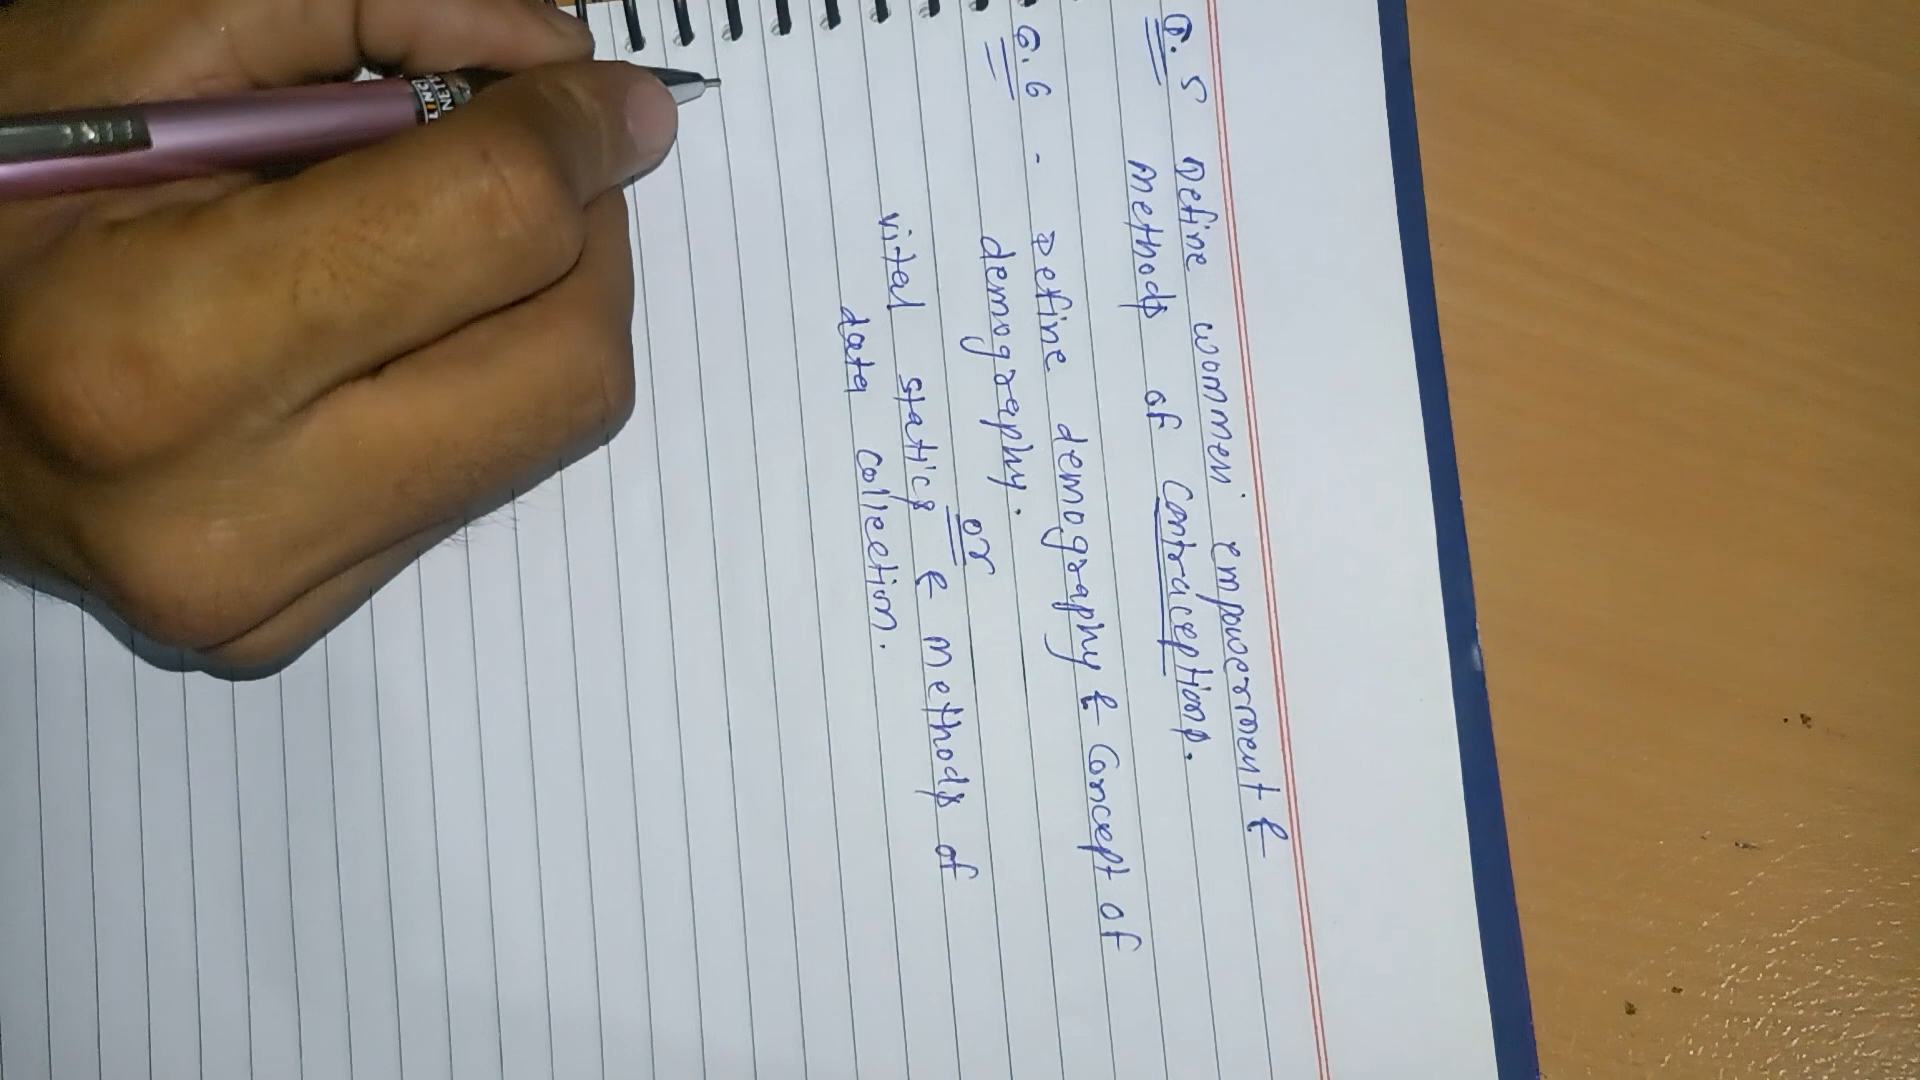 Q. 5 Define wommen empowerment &
methods of Contraceptions.
Q. 6 - Define demography & Concept of
demography.
or
vital statics & methods of
data collection.
LINC